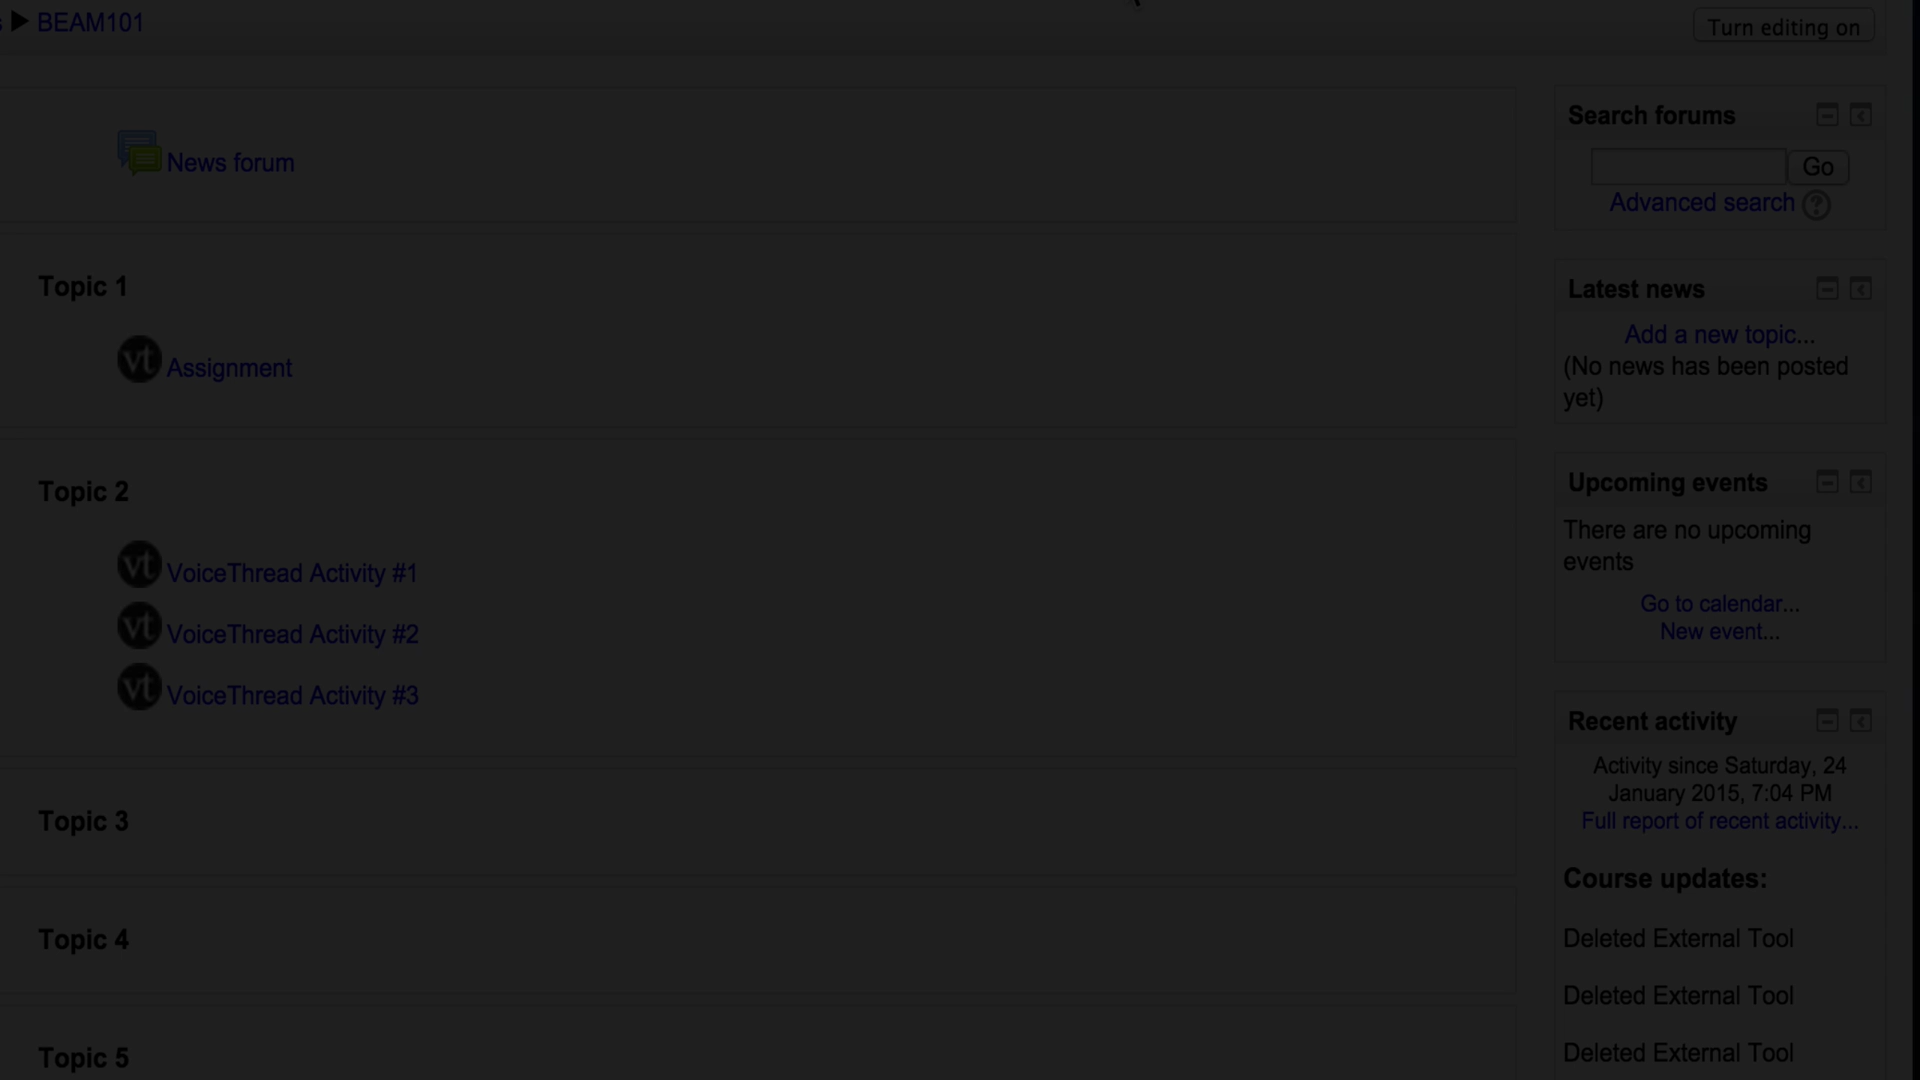 BEAM101
Turn editing on
News forum
Topic 1
vt Assignment
Topic 2
vt VoiceThread Activity #1
vt VoiceThread Activity #2
vt VoiceThread Activity #3
Topic 3
Topic 4
Topic 5
Search forums
Go
Advanced search ?
Latest news
Add a new topic...
(No news has been posted
yet)
Upcoming events
There are no upcoming
events
Go to calendar...
New event...
Recent activity
Activity since Saturday, 24
January 2015, 7:04 PM
Full report of recent activity...
Course updates:
Deleted External Tool
Deleted External Tool
Deleted External Tool